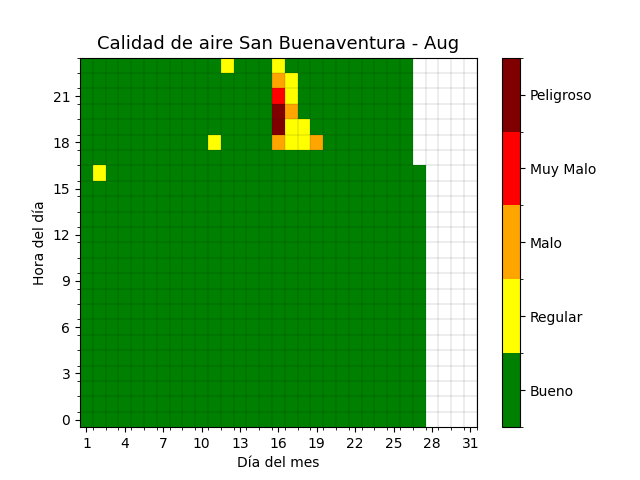 Calidad de aire San Buenaventura - Aug
Hora del día
21
18
15
12
9
6
3
0
1 4 7 10 13 16 19 22 25 28 31
Día del mes
Peligroso
Muy Malo
Malo
Regular
Bueno